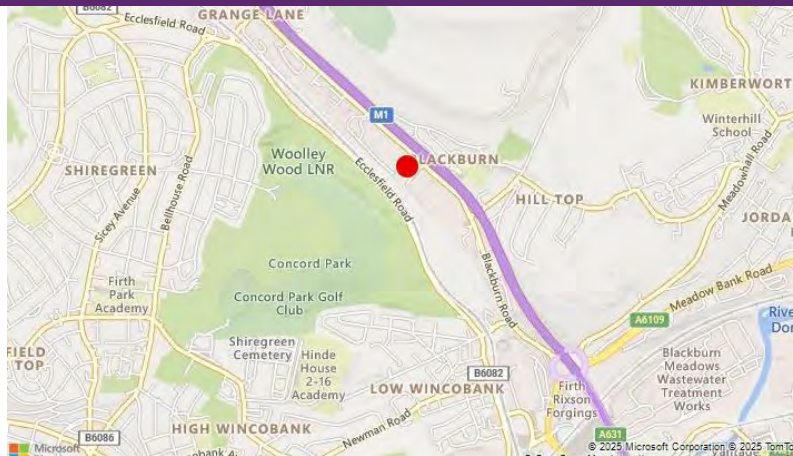 B6082
Ecclesfield Road
GRANGE LANE
M1
KIMBERWORT
Winterhill
School
Meadowhall Road
Woolley
Wood LNR
LACKBURN
SHIREGREEN
Bellhouse Road
Sicey Avenue
Ecclesfield Road
HILL TOP
JORDA
Concord Park
Firth
Park
Academy
Concord Park Golf
Club
Blackburn Road
Meadow Bank Road
A6109
Rive
Don
FIELD
TOP
Shiregreen
Cemetery
Hinde
House
2-16
Academy
B6082
LOW WINCOBANK
Firth
Rixson
Forgings
Blackburn
Meadows
Wastewater
Treatment
Works
Newman Road
HIGH WINCOBANK
B6086
A631
Microsoft
© 2025 Microsoft Corporation © 2025 TomTo